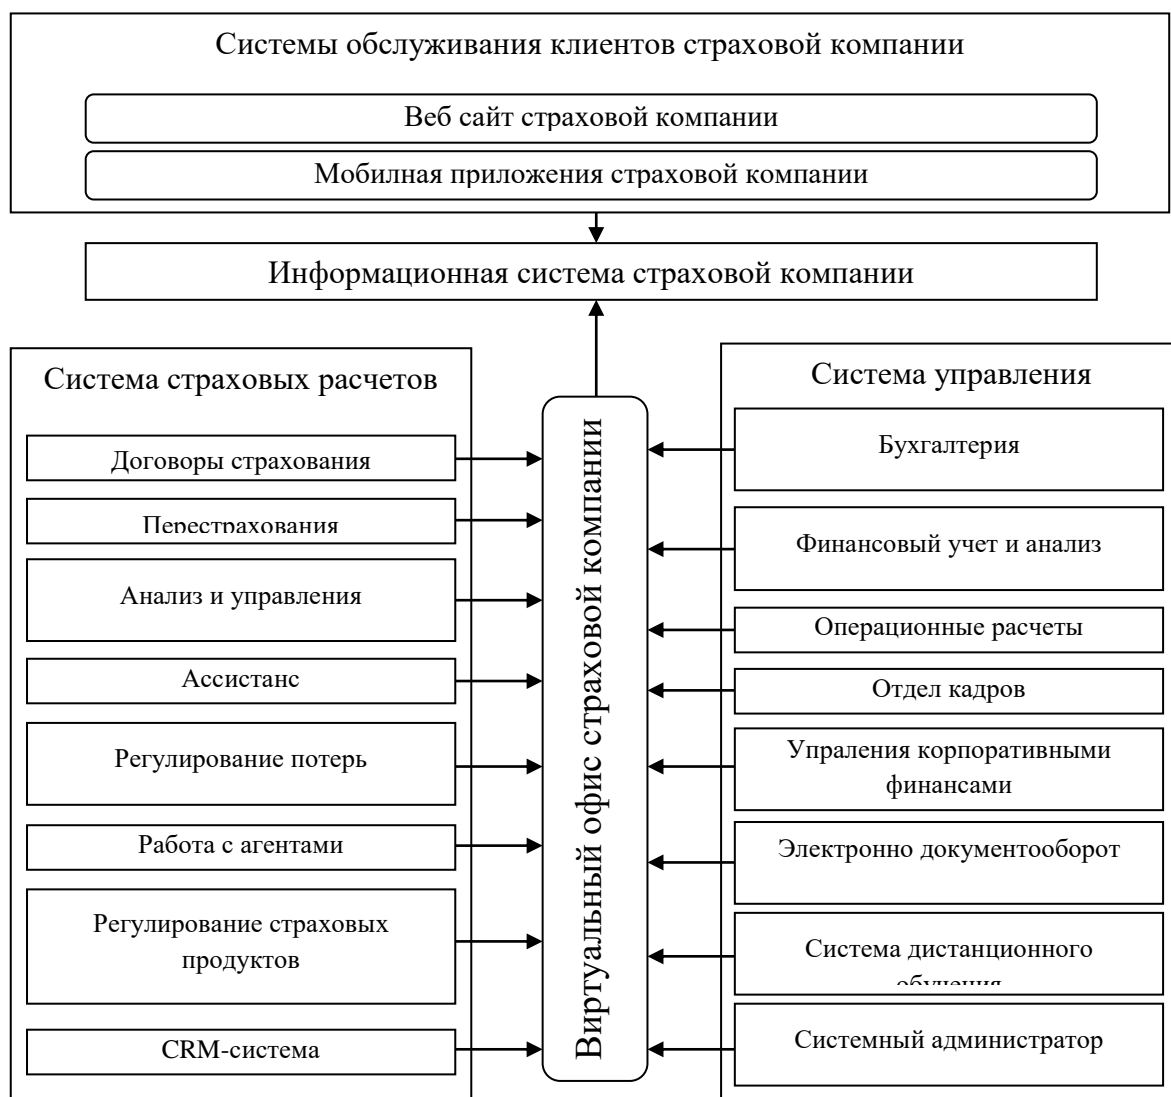 Системы обслуживания клиентов страховой компании
Веб сайт страховой компании
Мобилная приложения страховой компании
Информационная система страховой компании
Система страховых расчетов
Договоры страхования
Перестрахования
Анализ и управления
Ассистанс
Регулирование потерь
Работа с агентами
Регулирование страховых
продуктов
CRM-система
Виртуальный офис страховой компании
Система управления
Бухгалтерия
Финансовый учет и анализ
Операционные расчеты
Отдел кадров
Упраления корпоративными
финансами
Электронно документооборот
Система дистанционного
обучения
Системный администратор